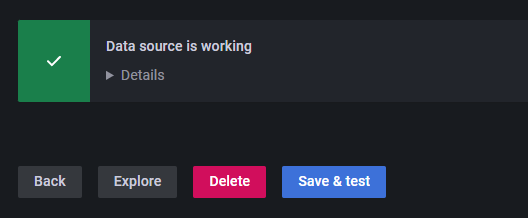 Data source is working
Details
Back Explore Delete Save & test